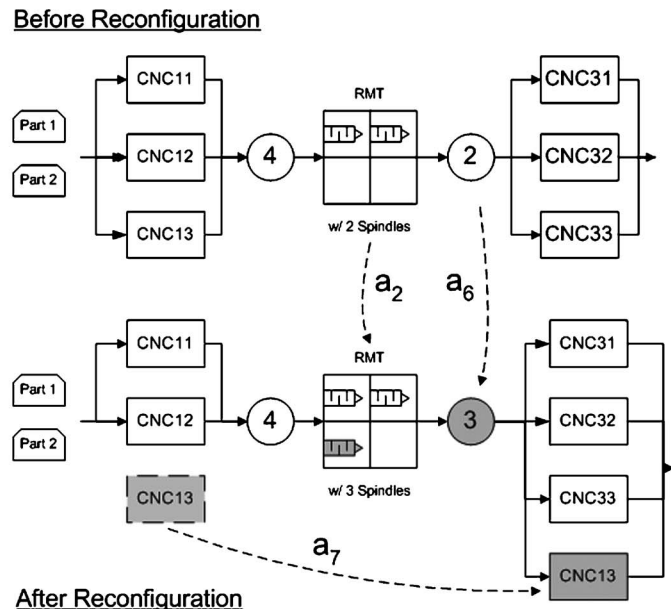 Before Reconfiguration
CNC11
CNC31
RMT
Part 1
CNC12
4
2
CNC32
Part 2
CNC13
CNC33
w/ 2 Spindles
a2
a6
CNC11
RMT
CNC31
Part 1
CNC12
4
3
CNC32
Part 2
CNC13
w/ 3 Spindles
CNC33
a7
CNC13
After Reconfiguration